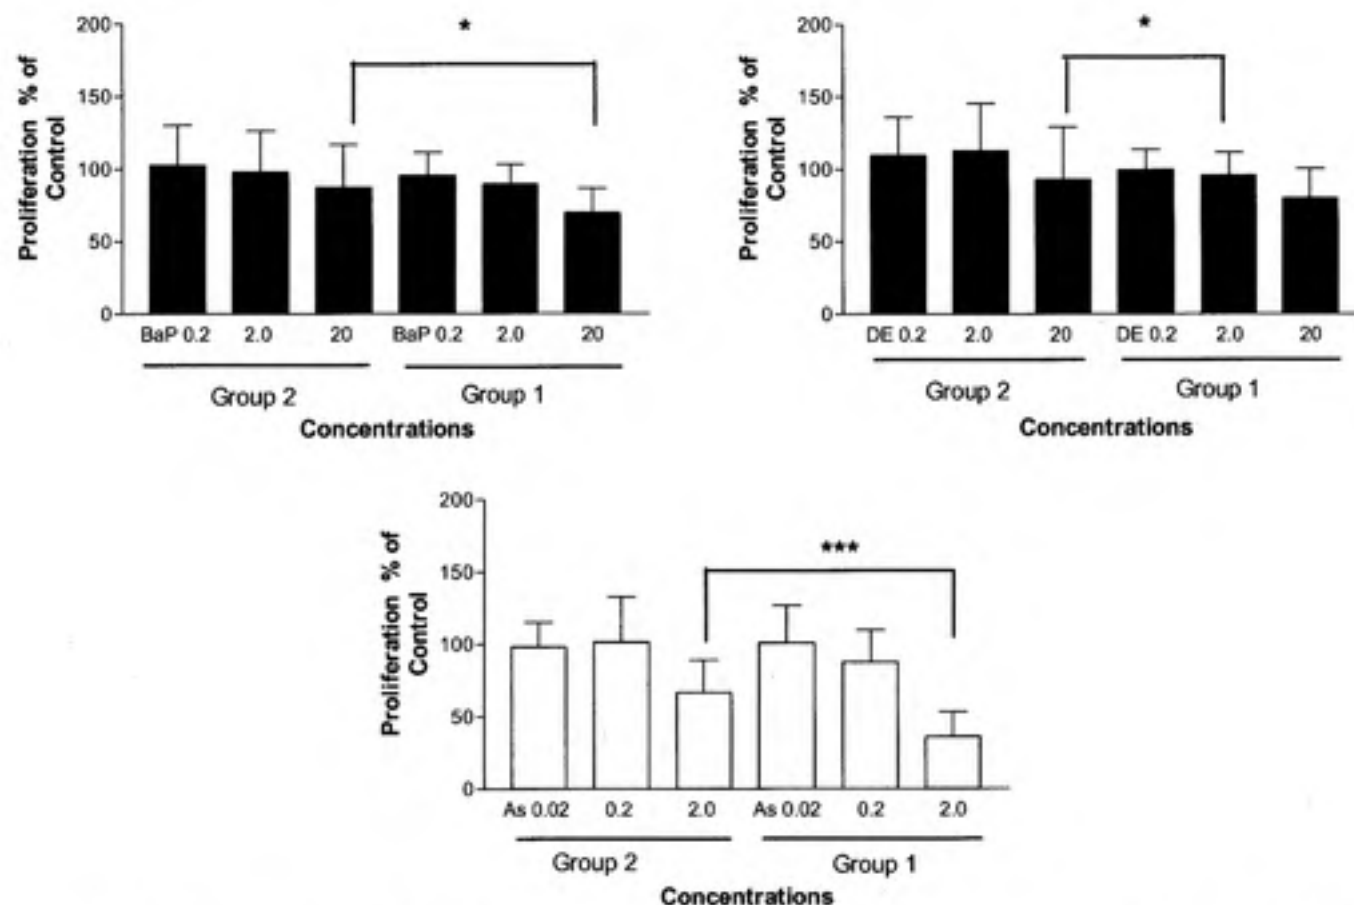 200
150
100
50
0
Proliferation % of
Control
*
BaP 0.2 2.0 20 BaP 0.2 2.0 20
Group 2 Group 1
Concentrations
200
150
100
50
0
Proliferation % of
Control
*
DE 0.2 2.0 20 DE 0.2 2.0 20
Group 2 Group 1
Concentrations
200
150
100
50
0
Proliferation % of
Control
***
As 0.02 0.2 2.0 As 0.02 0.2 2.0
Group 2 Group 1
Concentrations